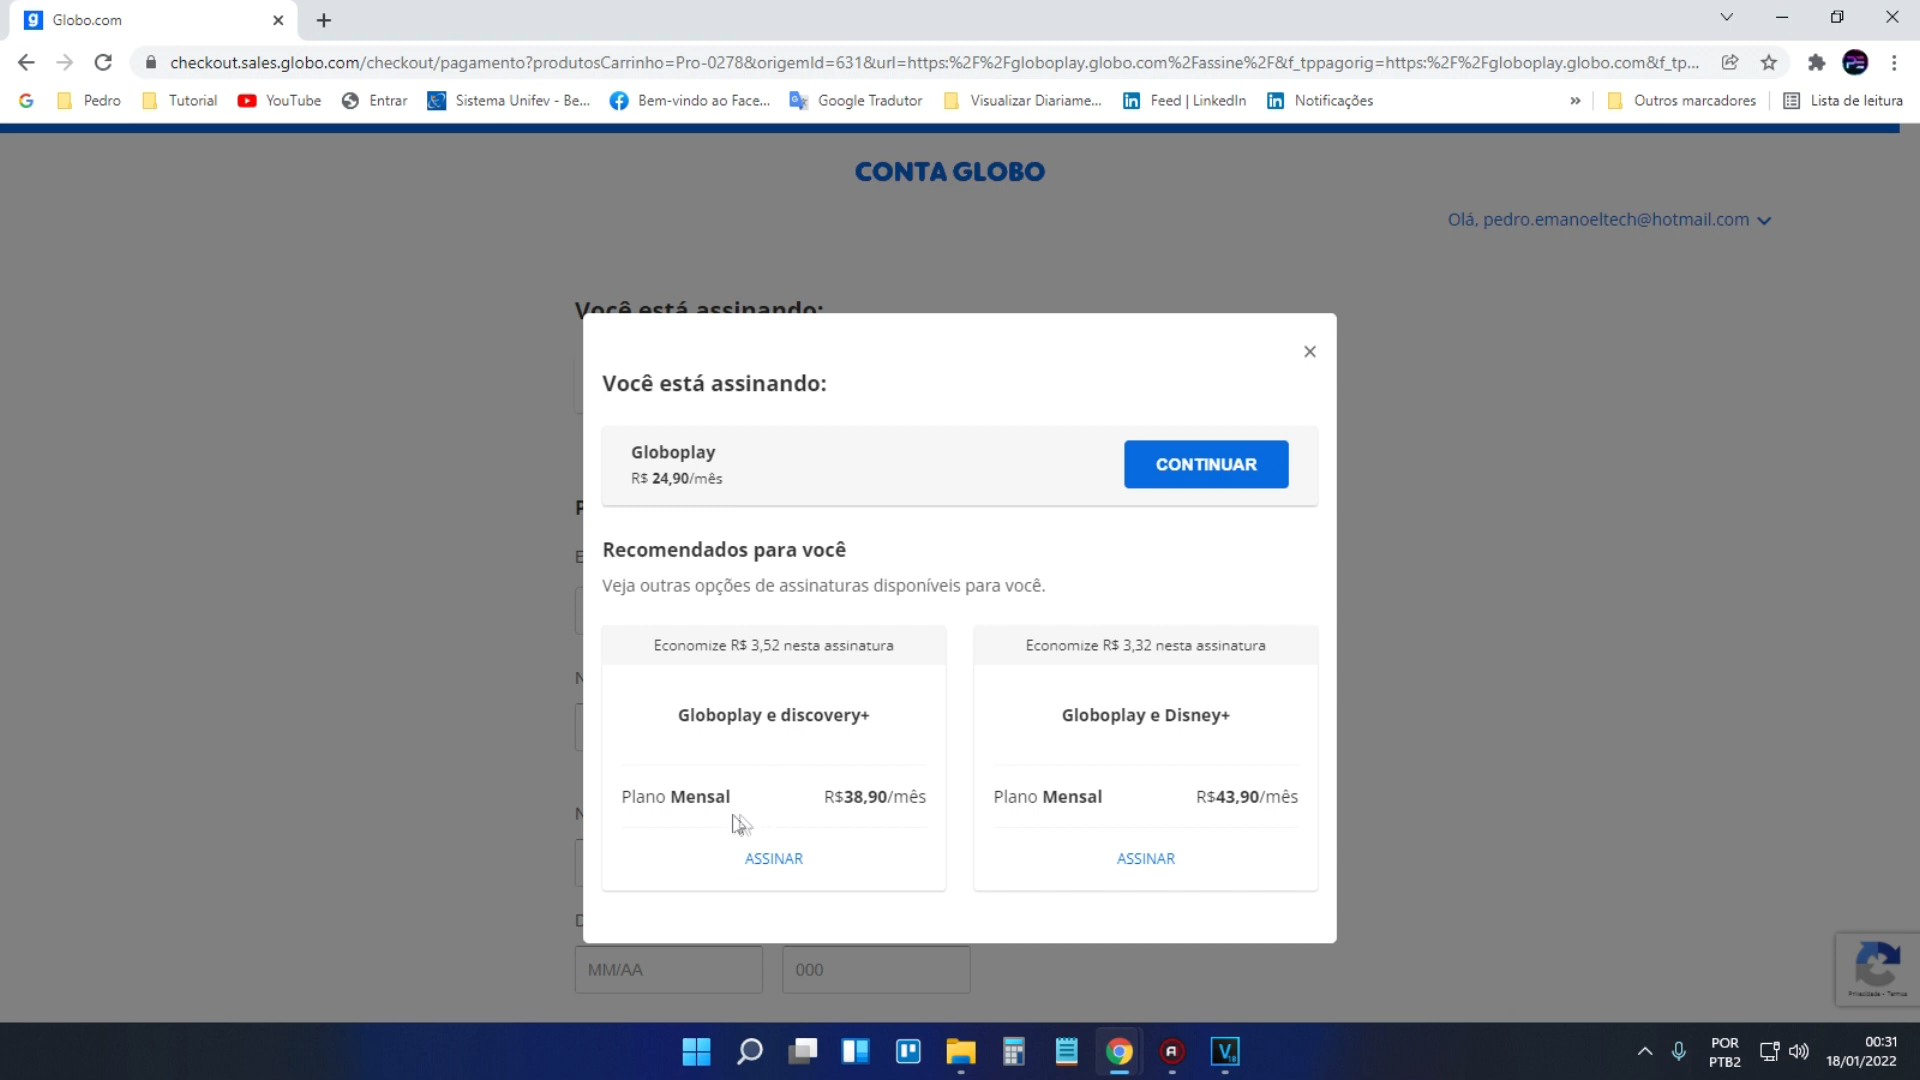 Globo.com
checkout.sales.globo.com/checkout/pagamento?produtosCarrinho=Pro-0278&origemId=631&url=https:%2F%2Fgloboplay.globo.com%2Fassine%2F&f_tppagorig=https:%2F%2Fgloboplay.globo.com&f_tp...
Pedro Tutorial YouTube Entrar Sistema Unifev - Be... Bem-vindo ao Face... Google Tradutor Visualizar Diariame... Feed | LinkedIn Notificações » Outros marcadores Lista de leitura
CONTA GLOBO
Olá, pedro.emanoeltech@hotmail.com
Você está assinando:
Você está assinando:
Globoplay
R$ 24,90/mês
CONTINUAR
Recomendados para você
Veja outras opções de assinaturas disponíveis para você.
Economize R$ 3,52 nesta assinatura
Globoplay e discovery+
Plano Mensal R$38,90/mês
ASSINAR
Economize R$ 3,32 nesta assinatura
Globoplay e Disney+
Plano Mensal R$43,90/mês
ASSINAR
MM/AA 000
Privacidade - Termos
POR
PTB2
00:31
18/01/2022